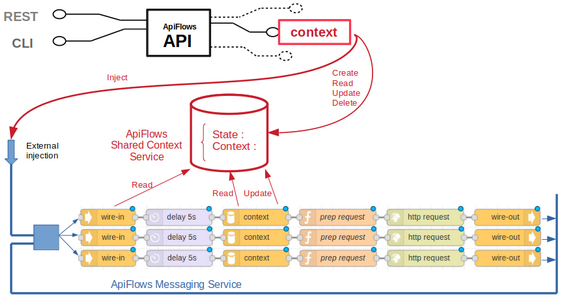 REST
CLI
ApiFlows
API
context
Inject
Create
Read
Update
Delete
External
injection
ApiFlows
Shared Context
Service
State :
Context :
Read
Read
Update
wire-in
delay 5s
context
prep request
http request
wire-out
wire-in
delay 5s
context
prep request
http request
wire-out
wire-in
delay 5s
context
prep request
http request
wire-out
ApiFlows Messaging Service